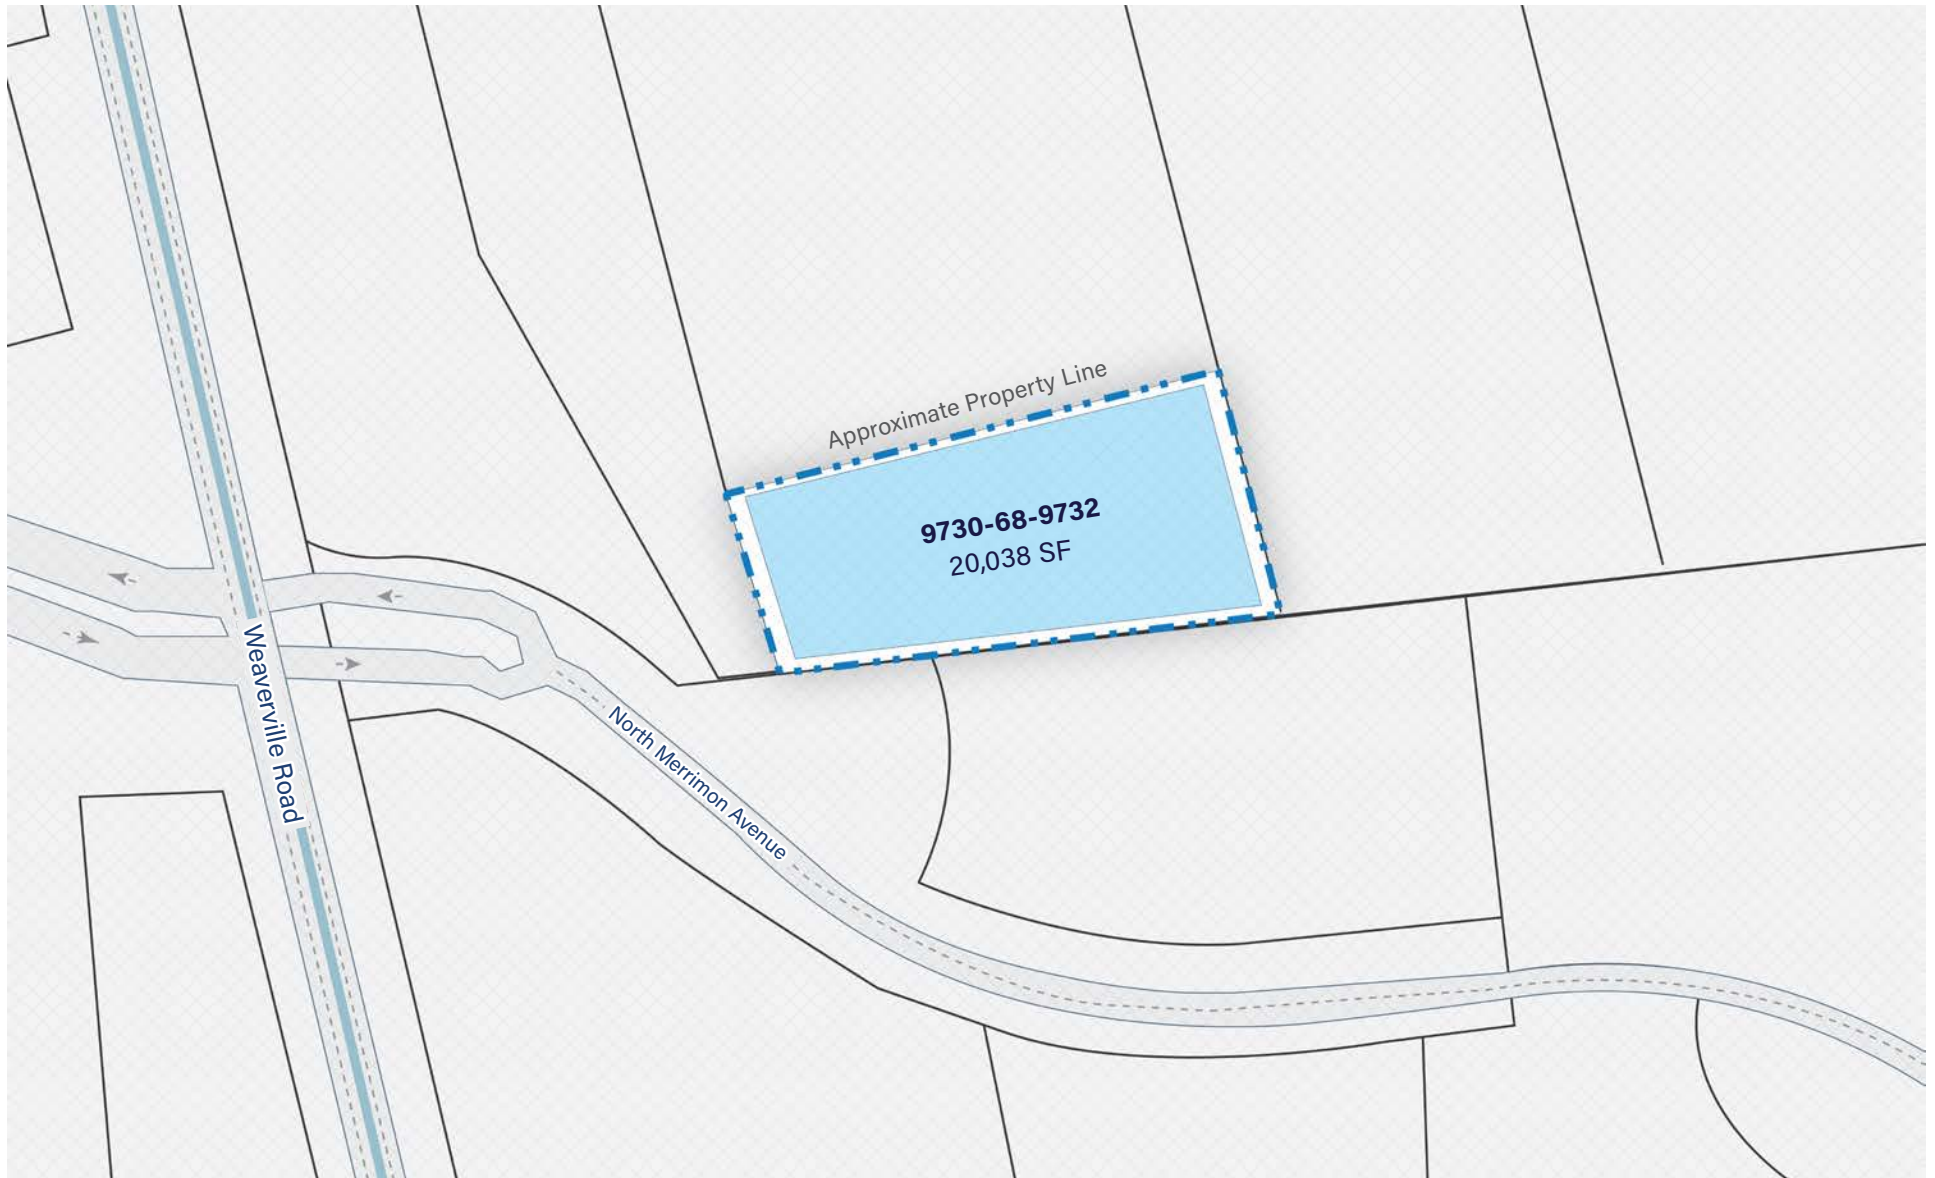 Approximate Property Line
9730-68-9732
20,038 SF
Weaverville Road
North Merrimon Avenue